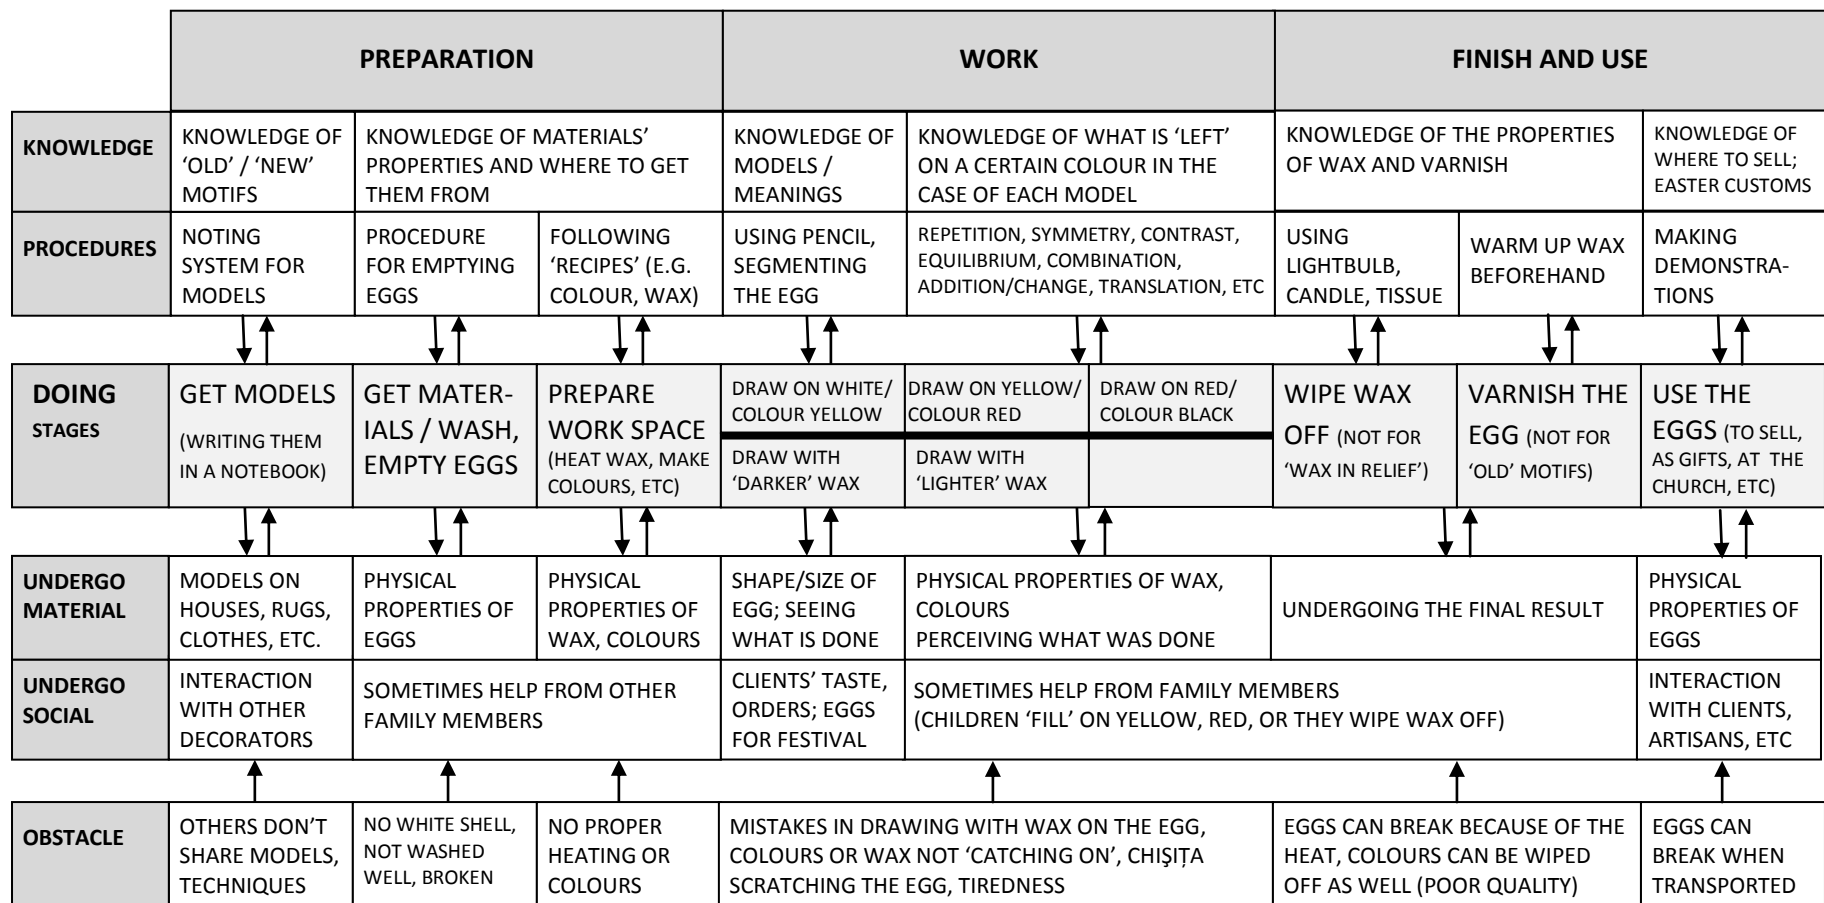 PREPARATION
WORK
FINISH AND USE
KNOWLEDGE
KNOWLEDGE OF
‘OLD’ / ‘NEW’
MOTIFS
KNOWLEDGE OF MATERIALS’
PROPERTIES AND WHERE TO GET
THEM FROM
KNOWLEDGE OF
MODELS /
MEANINGS
KNOWLEDGE OF WHAT IS ‘LEFT’
ON A CERTAIN COLOUR IN THE
CASE OF EACH MODEL
KNOWLEDGE OF THE PROPERTIES
OF WAX AND VARNISH
KNOWLEDGE OF
WHERE TO SELL;
EASTER CUSTOMS
PROCEDURES
NOTING
SYSTEM FOR
MODELS
PROCEDURE
FOR EMPTYING
EGGS
FOLLOWING
‘RECIPES’ (E.G.
COLOUR, WAX)
USING PENCIL,
SEGMENTING
THE EGG
REPETITION, SYMMETRY, CONTRAST,
EQUILIBRIUM, COMBINATION,
ADDITION/CHANGE, TRANSLATION, ETC
USING
LIGHTBULB,
CANDLE, TISSUE
WARM UP WAX
BEFOREHAND
MAKING
DEMONSTRA-
TIONS
DOING
STAGES
GET MODELS
(WRITING THEM
IN A NOTEBOOK)
GET MATER-
IALS / WASH,
EMPTY EGGS
PREPARE
WORK SPACE
(HEAT WAX, MAKE
COLOURS, ETC)
DRAW ON WHITE/
COLOUR YELLOW
DRAW ON YELLOW/
COLOUR RED
DRAW ON RED/
COLOUR BLACK
DRAW WITH
‘DARKER’ WAX
DRAW WITH
‘LIGHTER’ WAX
WIPE WAX
OFF (NOT FOR
‘WAX IN RELIEF’)
VARNISH THE
EGG (NOT FOR
‘OLD’ MOTIFS)
USE THE
EGGS (TO SELL,
AS GIFTS, AT THE
CHURCH, ETC)
UNDERGO
MATERIAL
MODELS ON
HOUSES, RUGS,
CLOTHES, ETC.
PHYSICAL
PROPERTIES OF
EGGS
PHYSICAL
PROPERTIES OF
WAX, COLOURS
SHAPE/SIZE OF
EGG; SEEING
WHAT IS DONE
PHYSICAL PROPERTIES OF WAX,
COLOURS
PERCEIVING WHAT WAS DONE
UNDERGOING THE FINAL RESULT
PHYSICAL
PROPERTIES OF
EGGS
UNDERGO
SOCIAL
INTERACTION
WITH OTHER
DECORATORS
SOMETIMES HELP FROM OTHER
FAMILY MEMBERS
CLIENTS’ TASTE,
ORDERS; EGGS
FOR FESTIVAL
SOMETIMES HELP FROM FAMILY MEMBERS
(CHILDREN ‘FILL’ ON YELLOW, RED, OR THEY WIPE WAX OFF)
INTERACTION
WITH CLIENTS,
ARTISANS, ETC
OBSTACLE
OTHERS DON’T
SHARE MODELS,
TECHNIQUES
NO WHITE SHELL,
NOT WASHED
WELL, BROKEN
NO PROPER
HEATING OR
COLOURS
MISTAKES IN DRAWING WITH WAX ON THE EGG,
COLOURS OR WAX NOT ‘CATCHING ON’, CHIŞIȚA
SCRATCHING THE EGG, TIREDNESS
EGGS CAN BREAK BECAUSE OF THE
HEAT, COLOURS CAN BE WIPED
OFF AS WELL (POOR QUALITY)
EGGS CAN
BREAK WHEN
TRANSPORTED